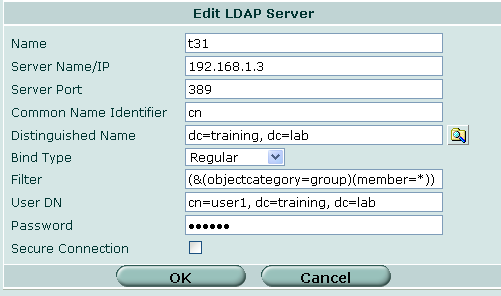 Edit LDAP Server
Name t31
Server Name/IP 192.168.1.3
Server Port 389
Common Name Identifier cn
Distinguished Name dc=training, dc=lab
Bind Type Regular
Filter (&(objectcategory=group)(member=*))
User DN cn=user1, dc=training, dc=lab
Password ••••••
Secure Connection
OK Cancel